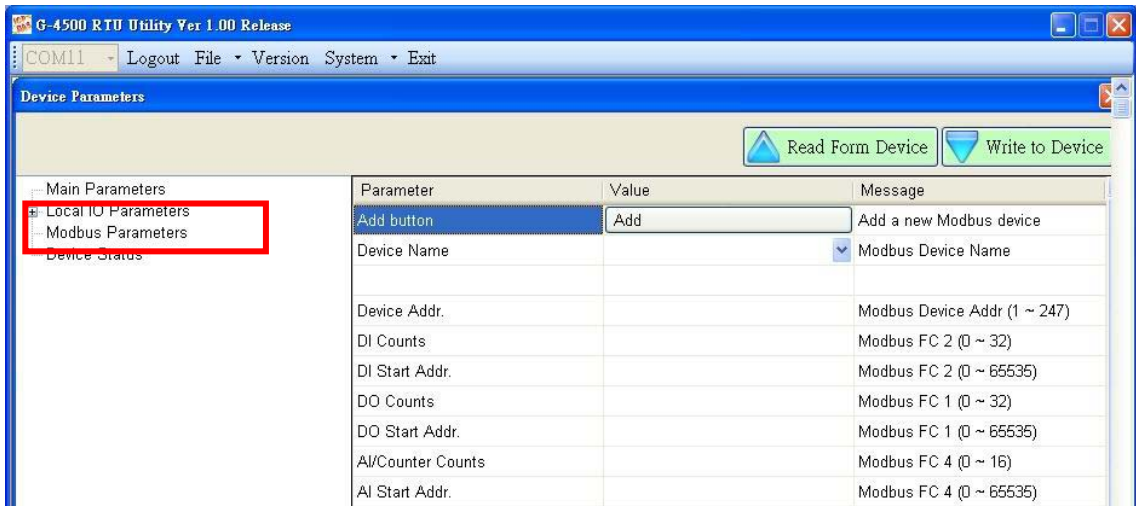 G-4500 RTU Utility Ver 1.00 Release
COM11 Logout File Version System Exit
Device Parameters
Read Form Device Write to Device
Main Parameters
Local IO Parameters
Modbus Parameters
Device Status
Parameter Value Message
Add button Add Add a new Modbus device
Device Name Modbus Device Name
Device Addr. Modbus Device Addr (1 ~ 247)
DI Counts Modbus FC 2 (0 ~ 32)
DI Start Addr. Modbus FC 2 (0 ~ 65535)
DO Counts Modbus FC 1 (0 ~ 32)
DO Start Addr. Modbus FC 1 (0 ~ 65535)
AI/Counter Counts Modbus FC 4 (0 ~ 16)
AI Start Addr. Modbus FC 4 (0 ~ 65535)